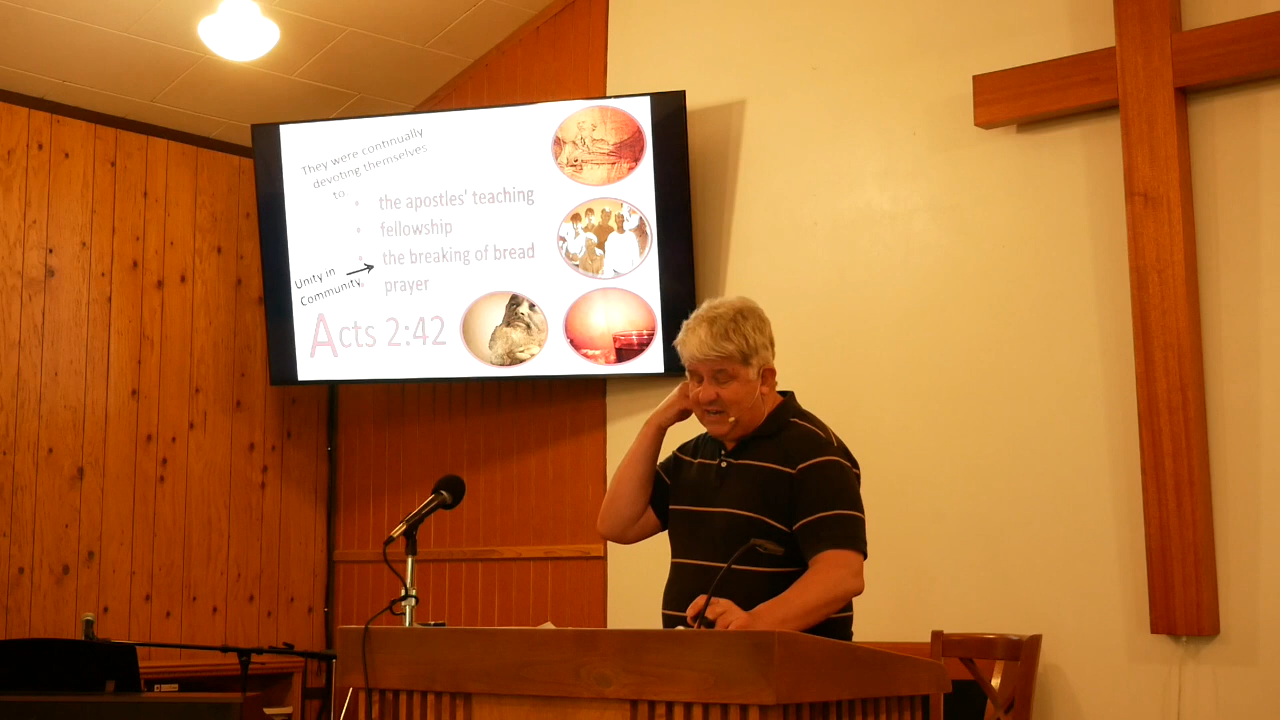 They were continually
devoting themselves
to
the apostles' teaching
fellowship
the breaking of bread
prayer
Unity in
Community
Acts 2:42